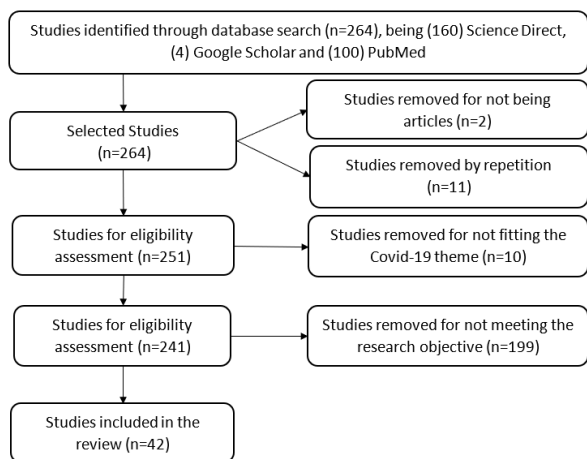 Studies identified through database search (n=264), being (160) Science Direct,
(4) Google Scholar and (100) PubMed
Studies removed for not being
articles (n=2)
Selected Studies
(n=264)
Studies removed by repetition
(n=11)
Studies for eligibility
assessment (n=251)
Studies removed for not fitting the
Covid-19 theme (n=10)
Studies for eligibility
assessment (n=241)
Studies removed for not meeting the
research objective (n=199)
Studies included in the
review (n=42)